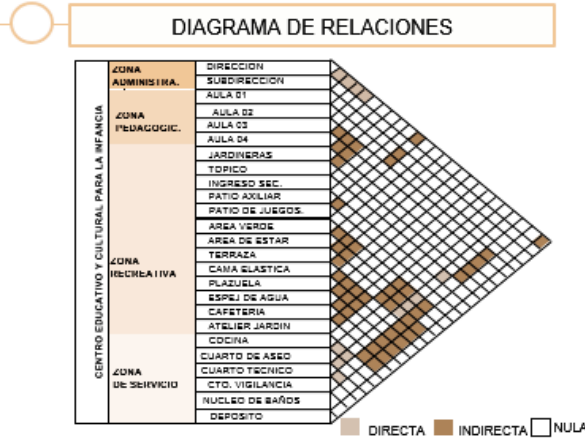 DIAGRAMA DE RELACIONES
CENTRO EDUCATIVO Y CULTURAL PARA LA INFANCIA
ZONA
ADMINISTRA.
DIRECCION
SUBDIRECCION
ZONA
PEDAGOGIC.
AULA 01
AULA 02
AULA 03
AULA 04
ZONA
RECREATIVA
JARDINERAS
TOPICO
INGRESO SEC.
PATIO AXILIAR
PATIO DE JUEGOS.
AREA VERDE
AREA DE ESTAR
TERRAZA
CAMA ELASTICA
PLAZUELA
ESPEJ DE AGUA
CAFETERIA
ATELIER JARDIN
ZONA
DE SERVICIO
COCINA
CUARTO DE ASEO
CUARTO TECNICO
CTO. VIGILANCIA
NUCLEO DE BAÑOS
DEPOSITO
DIRECTA INDIRECTA NULA